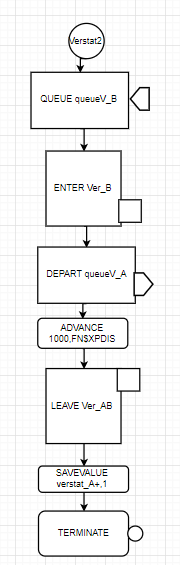 Verstat2
QUEUE queueV_B
ENTER Ver_B
DEPART queueV_A
ADVANCE
1000,FN$XPDIS
LEAVE Ver_AB
SAVEVALUE
verstat_A+,1
TERMINATE